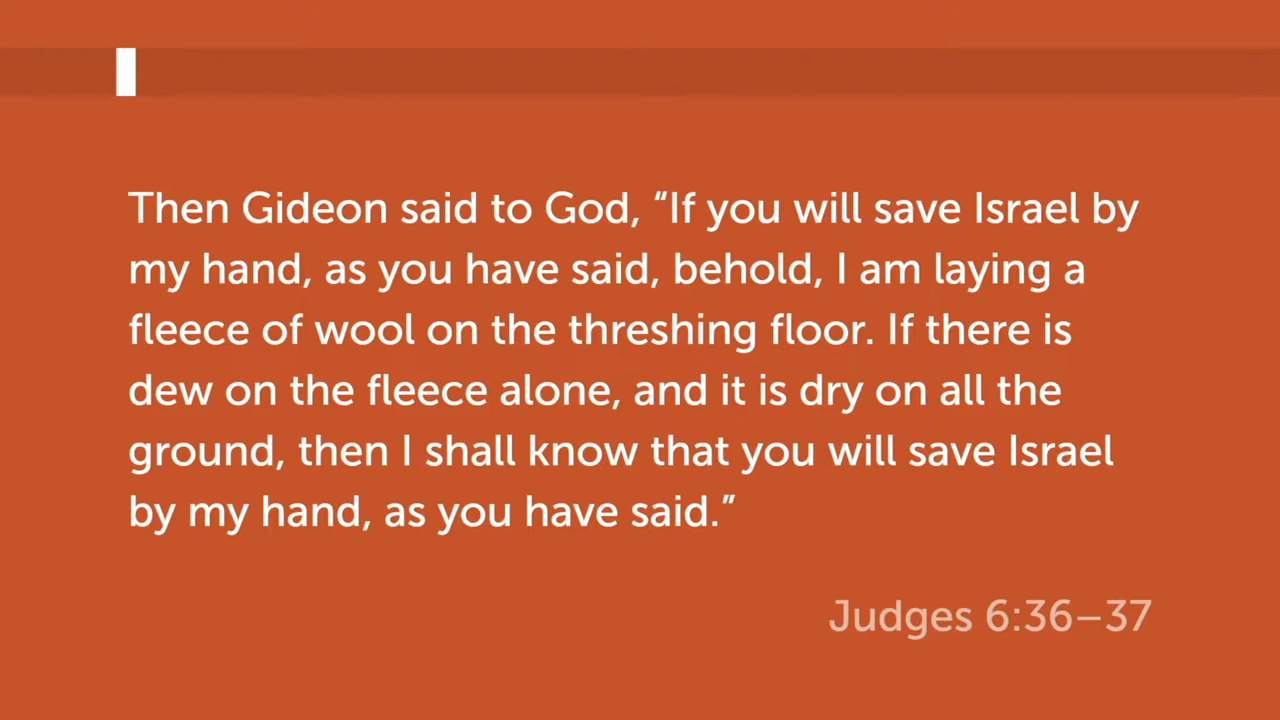 Then Gideon said to God, “If you will save Israel by
my hand, as you have said, behold, I am laying a
fleece of wool on the threshing floor. If there is
dew on the fleece alone, and it is dry on all the
ground, then I shall know that you will save Israel
by my hand, as you have said.”
Judges 6:36–37